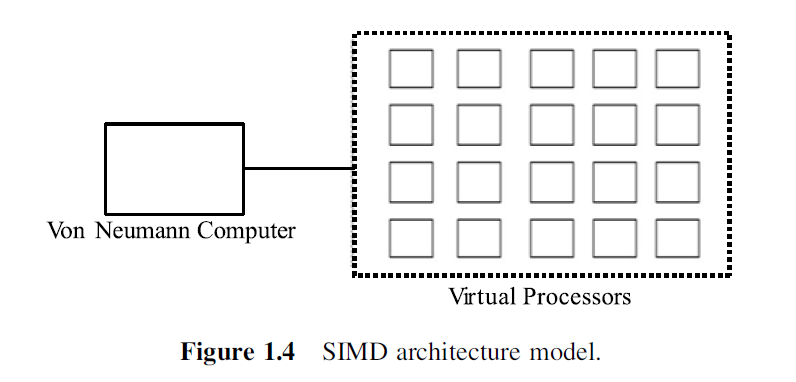 Von Neumann Computer
Virtual Processors
Figure 1.4 SIMD architecture model.